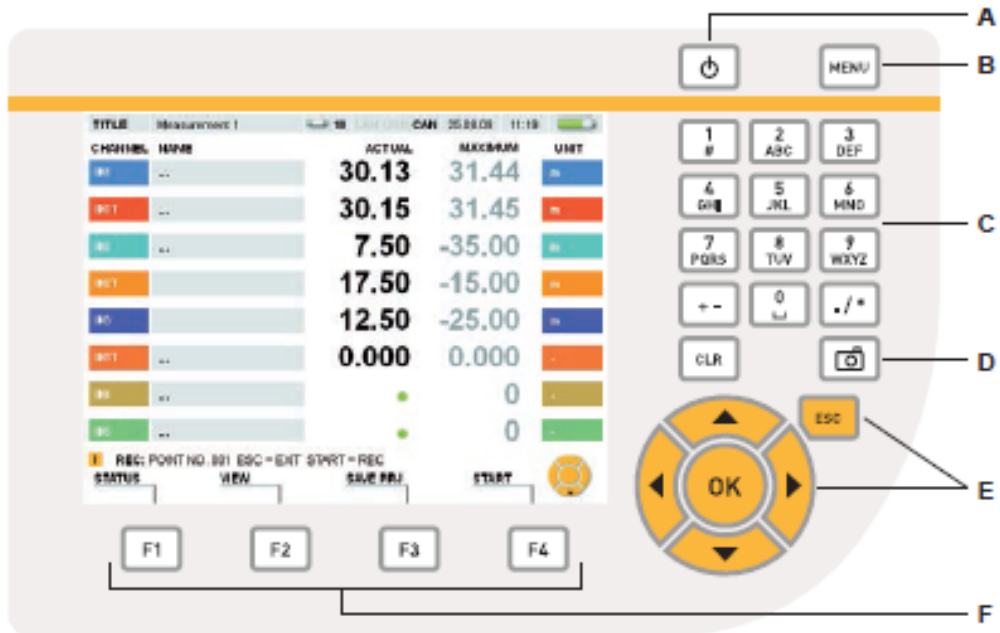 A
MENU
B
TITLE Measurement 1 CAN 11:19
CHANNEL NAME ACTUAL MAXIMUM UNIT
... 30.13 31.44 m
... 30.15 31.45 m
... 7.50 -35.00 m
17.50 -15.00 m
12.50 -25.00 m
... 0.000 0.000 -
... 0 -
... 0 -
REC: POINT NO. 001 ESC = EXIT START = REC
STATUS VIEW SAVE PRJ START
1 #
2 ABC
3 DEF
4 GHI
5 JKL
6 MNO
C
7 PQRS
8 TUV
9 WXYZ
+ -
0
./*
CLR
D
ESC
OK
E
F1 F2 F3 F4
F